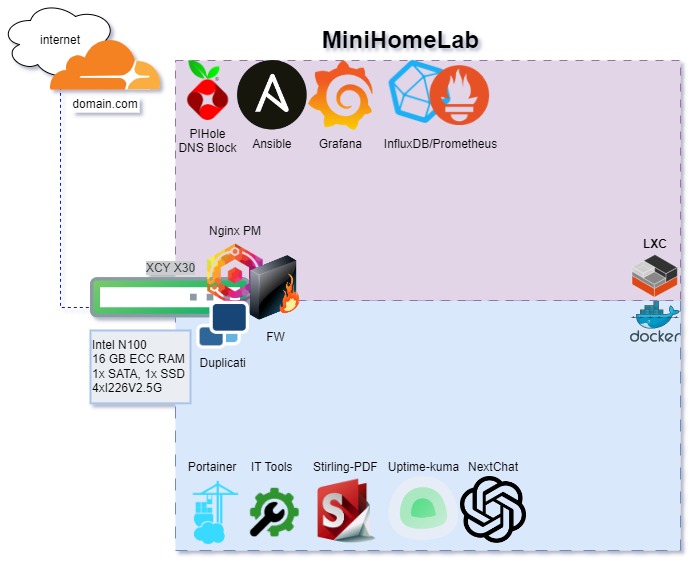 MiniHomeLab
internet
domain.com
PIHole
DNS Block
Ansible
Grafana
InfluxDB/Prometheus
Nginx PM
LXC
XCY X30
FW
docker
Intel N100
16 GB ECC RAM
1x SATA, 1x SSD
4xI226V2.5G
Duplicati
Portainer
IT Tools
Stirling-PDF
Uptime-kuma
NextChat
S